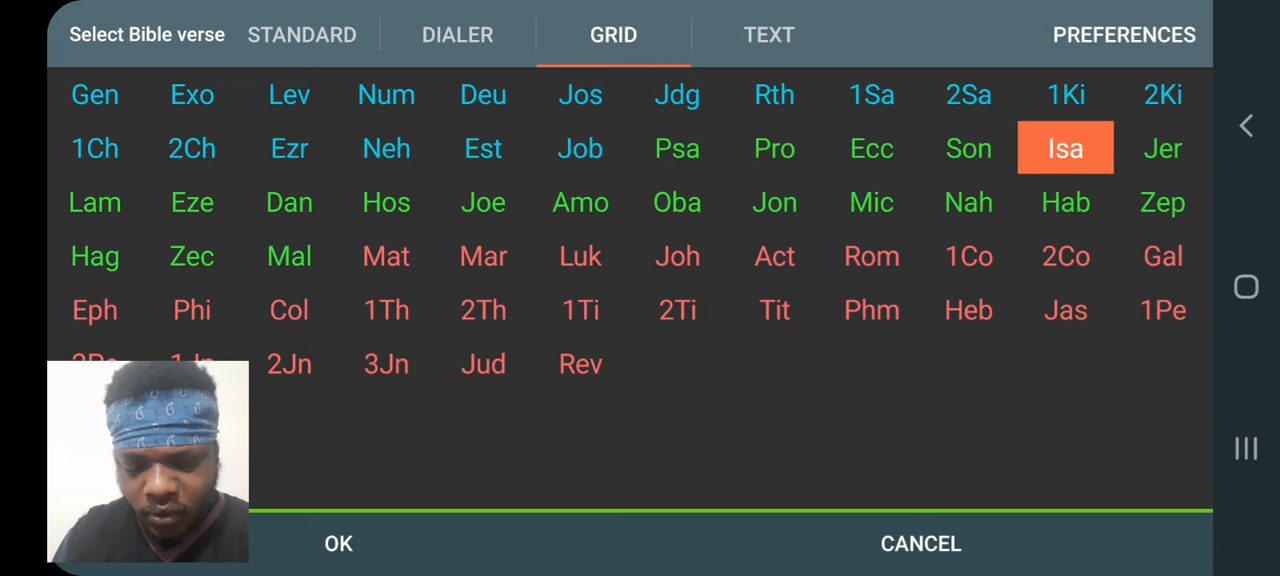 Select Bible verse STANDARD DIALER GRID TEXT PREFERENCES
Gen Exo Lev Num Deu Jos Jdg Rth 1Sa 2Sa 1Ki 2Ki
1Ch 2Ch Ezr Neh Est Job Psa Pro Ecc Son Isa Jer
Lam Eze Dan Hos Joe Amo Oba Jon Mic Nah Hab Zep
Hag Zec Mal Mat Mar Luk Joh Act Rom 1Co 2Co Gal
Eph Phi Col 1Th 2Th 1Ti 2Ti Tit Phm Heb Jas 1Pe
2Pe 1Jn 2Jn 3Jn Jud Rev
OK CANCEL